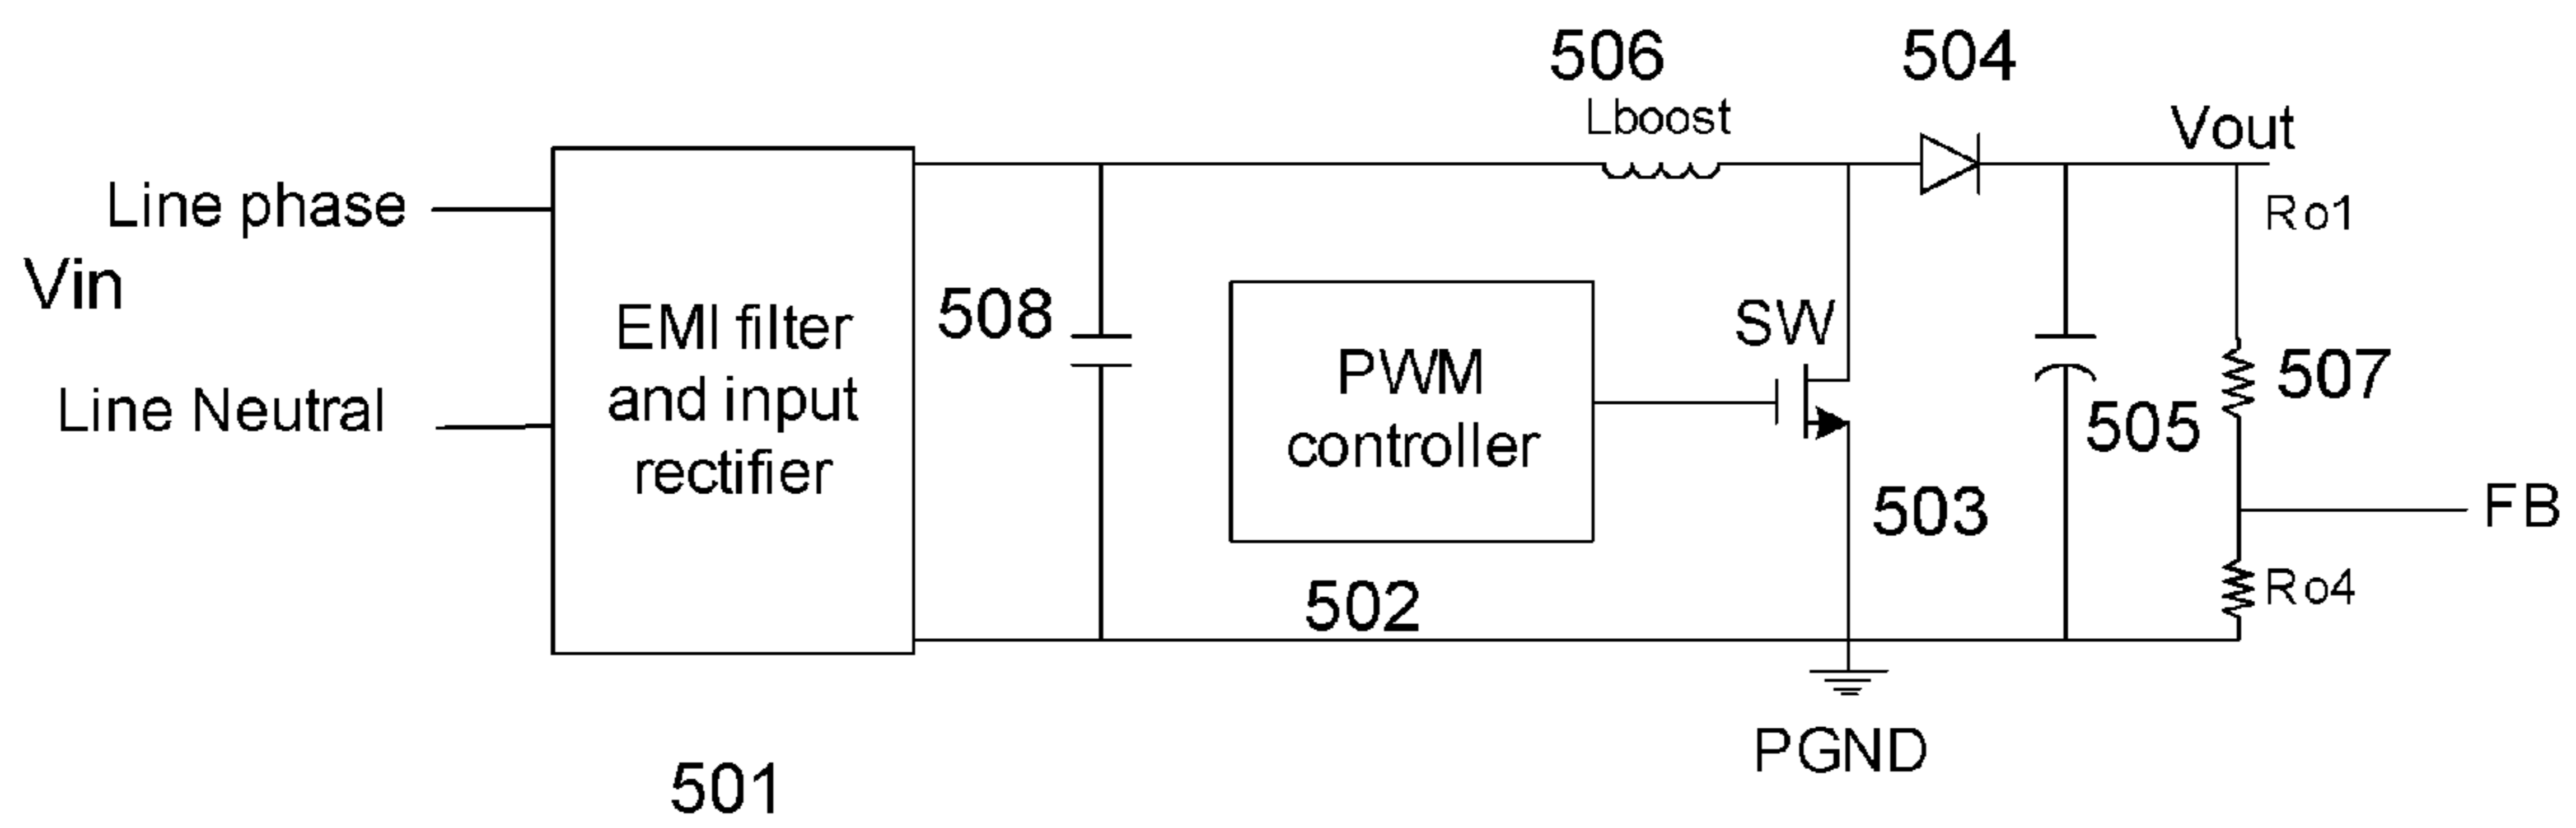 506
504
Lboost
Vout
Line phase
Ro1
Vin
508
EMI filter
and input
rectifier
SW
PWM
controller
507
505
Line Neutral
503
FB
502
Ro4
PGND
501